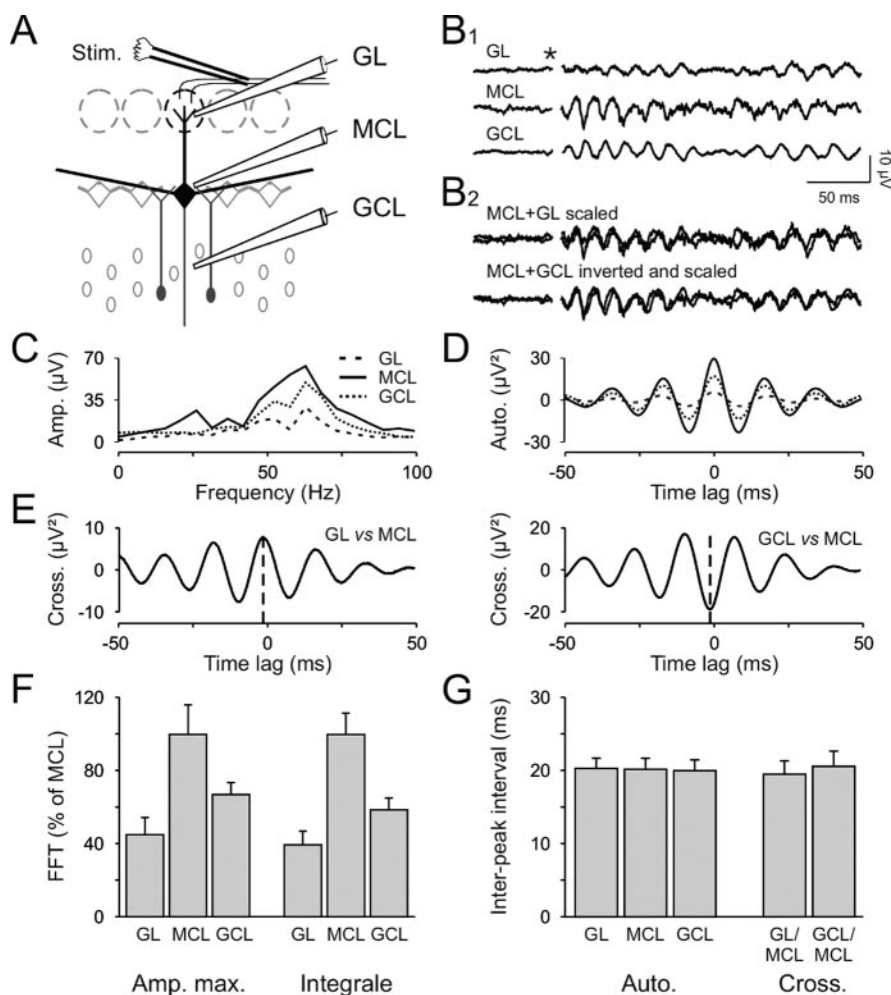 A
Stim.
GL
MCL
GCL
B1
GL
*
MCL
GCL
10 µV
50 ms
B2
MCL+GL scaled
MCL+GCL inverted and scaled
C
Amp. (µV)
70
35
0
GL
MCL
GCL
0 50 100
Frequency (Hz)
D
Auto. (µV²)
30
0
-30
-50 0 50
Time lag (ms)
E
Cross. (µV²)
10
0
-10
GL vs MCL
-50 0 50
Time lag (ms)
Cross. (µV²)
20
0
-20
GCL vs MCL
-50 0 50
Time lag (ms)
F
FFT (% of MCL)
120
80
60
40
0
GL MCL GCL
GL MCL GCL
Amp. max. Integrale
G
Inter-peak interval (ms)
30
20
10
0
GL MCL GCL
GL/ GCL/
MCL MCL
Auto. Cross.